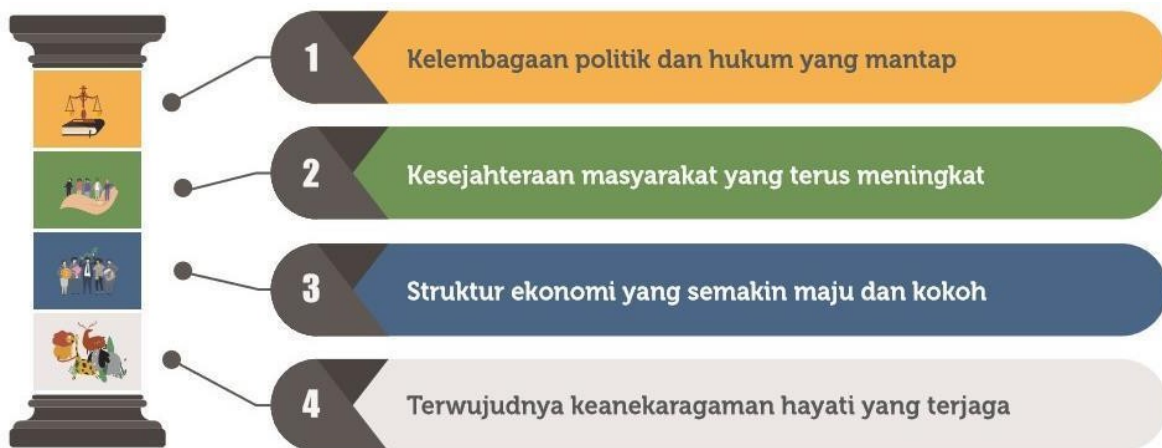 1
Kelembagaan politik dan hukum yang mantap
2
Kesejahteraan masyarakat yang terus meningkat
3
Struktur ekonomi yang semakin maju dan kokoh
4
Terwujudnya keanekaragaman hayati yang terjaga